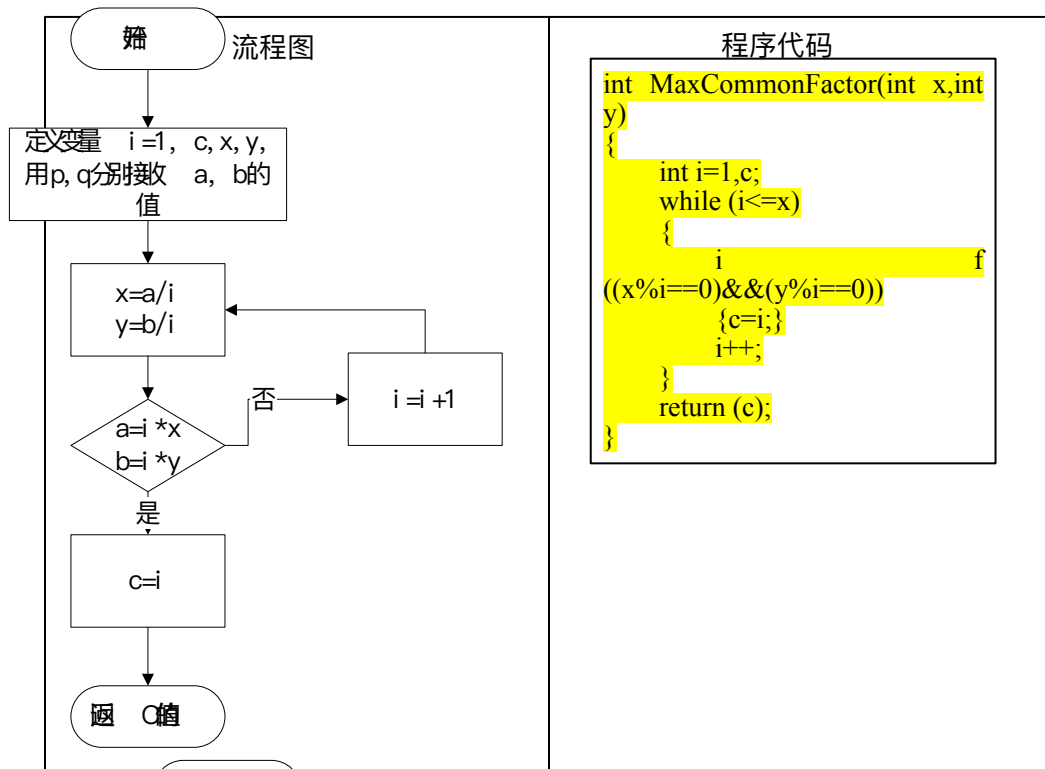 开始
流程图
定义变量 i=1, c, x, y,
用p, q分别接收 a, b的
值
x=a/i
y=b/i
a=i*x
b=i*y
否
i=i+1
是
c=i
返回 C的值
程序代码
int MaxCommonFactor(int x,int
y)
{
int i=1,c;
while (i<=x)
{
i f
((x%i==0)&&(y%i==0))
{c=i;}
i++;
}
return (c);
}